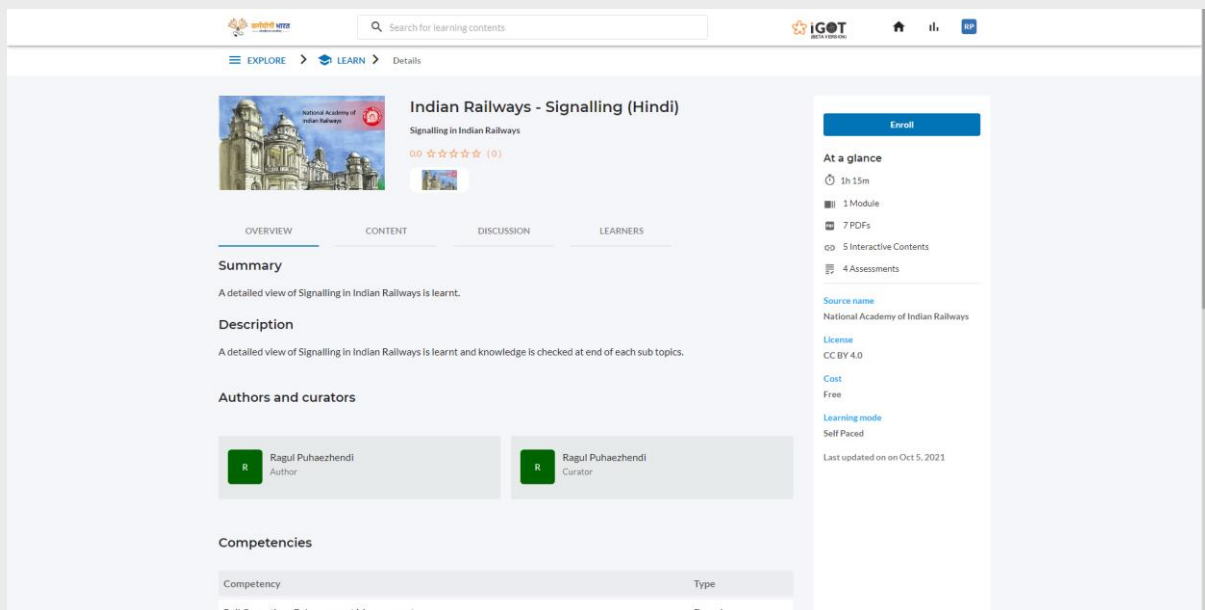 कर्मयोगी भारत
Search for learning contents
iGOT
(BETA VERSION)
RP
EXPLORE
LEARN
Details
National Academy of
Indian Railways
Indian Railways - Signalling (Hindi)
Signalling in Indian Railways
0.0 ☆☆☆☆☆ (0)
OVERVIEW
CONTENT
DISCUSSION
LEARNERS
Summary
A detailed view of Signalling in Indian Railways is learnt.
Description
A detailed view of Signalling in Indian Railways is learnt and knowledge is checked at end of each sub topics.
Authors and curators
R
Ragul Puhaezhendi
Author
R
Ragul Puhaezhendi
Curator
Competencies
Competency
Type
Enroll
At a glance
1h 15m
1 Module
7 PDFs
5 Interactive Contents
4 Assessments
Source name
National Academy of Indian Railways
License
CC BY 4.0
Cost
Free
Learning mode
Self Paced
Last updated on on Oct 5, 2021